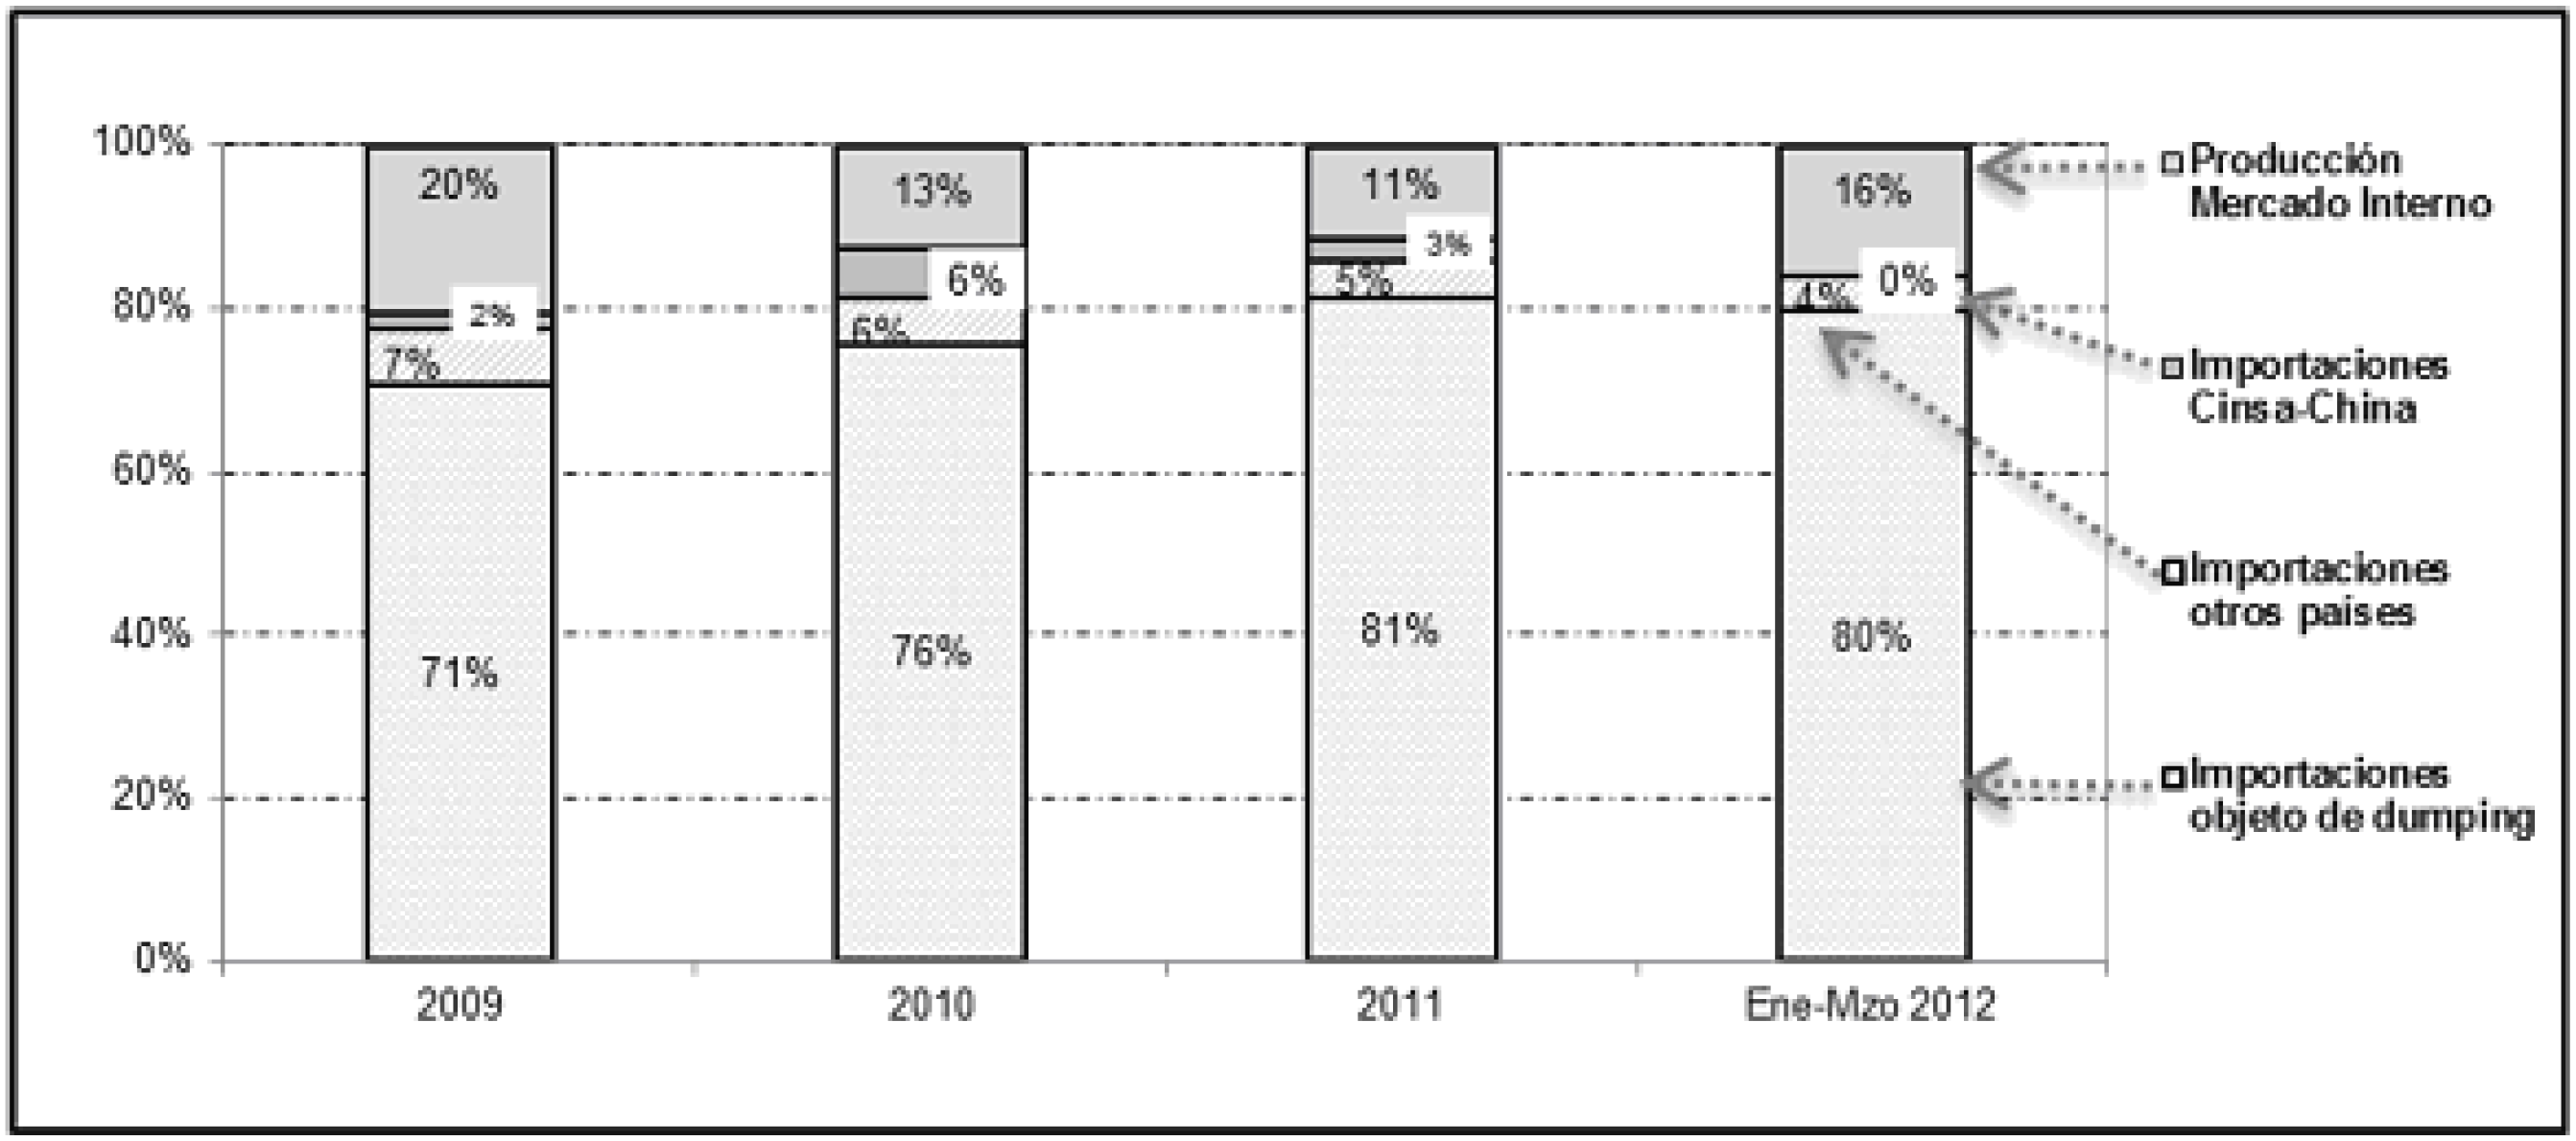 100%
80%
60%
40%
20%
0%
20%
2%
7%
71%
13%
6%
6%
76%
11%
3%
5%
81%
16%
0%
4%
80%
2009
2010
2011
Ene-Mzo 2012
Producción
Mercado Interno
Importaciones
Cinsa-China
Importaciones
otros países
Importaciones
objeto de dumping